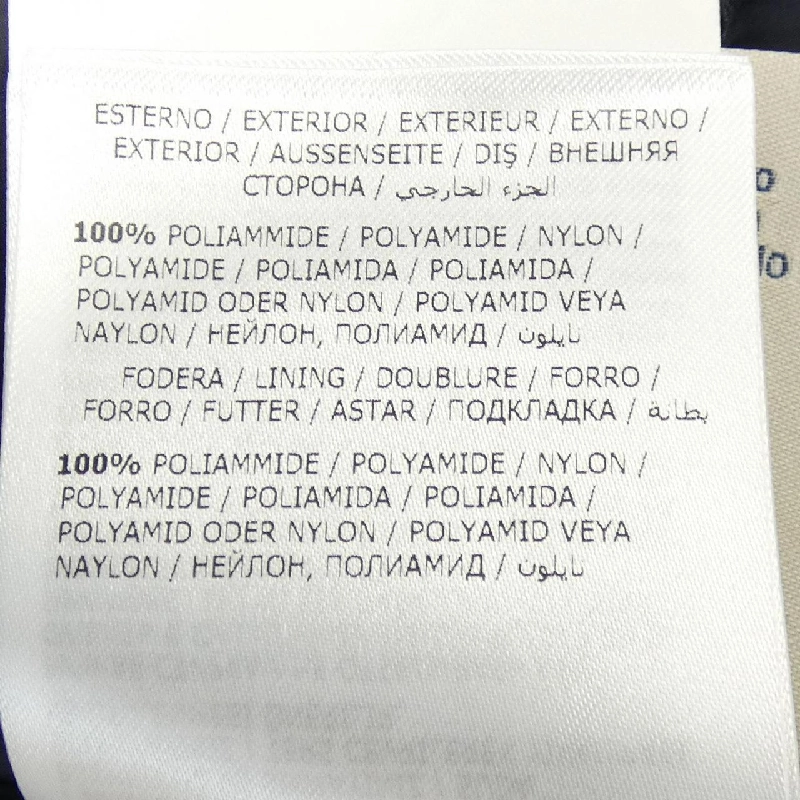 ESTERNO / EXTERIOR / EXTERIEUR / EXTERNO /
EXTERIOR / AUSSENSEITE / DIŞ / ВНЕШНЯЯ
СТОРОНА / الجزء الخارجي
100% POLIAMMIDE / POLYAMIDE / NYLON /
POLYAMIDE / POLIAMIDA / POLIAMIDA /
POLYAMID ODER NYLON / POLYAMID VEYA
NAYLON / НЕЙЛОН, ПОЛИАМИД / نايلون
FODERA / LINING / DOUBLURE / FORRO /
FORRO / FUTTER / ASTAR / ПОДКЛАДКА / بطانة
100% POLIAMMIDE / POLYAMIDE / NYLON /
POLYAMIDE / POLIAMIDA / POLIAMIDA /
POLYAMID ODER NYLON / POLYAMID VEYA
NAYLON / НЕЙЛОН, ПОЛИАМИД / نايلون